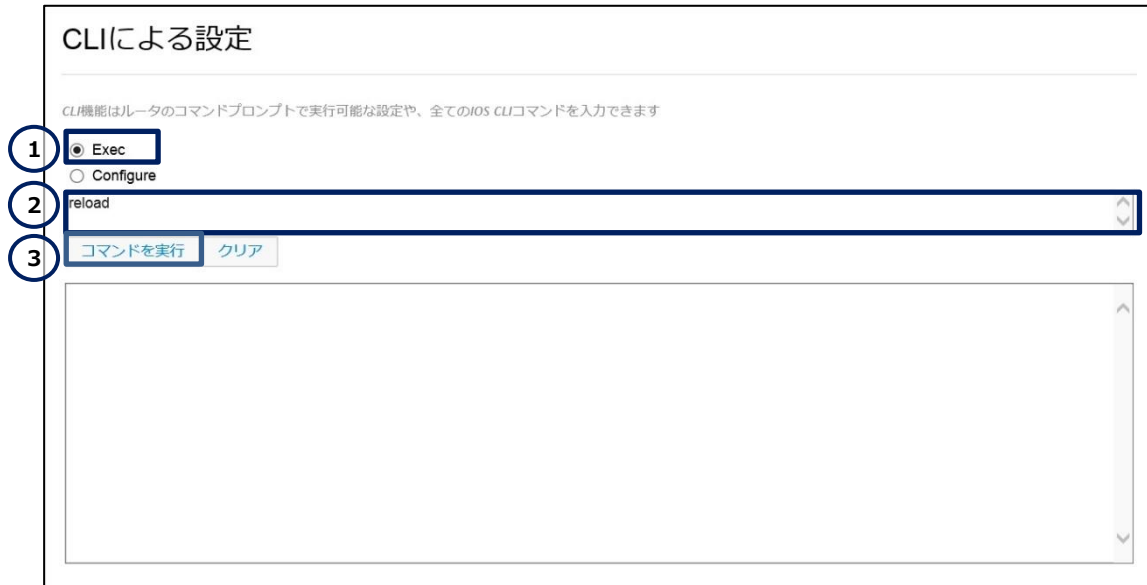 CLIによる設定
CLI機能はルータのコマンドプロンプトで実行可能な設定や、全てのIOS CLIコマンドを入力できます
1 Exec
Configure
2 reload
3 コマンドを実行 クリア